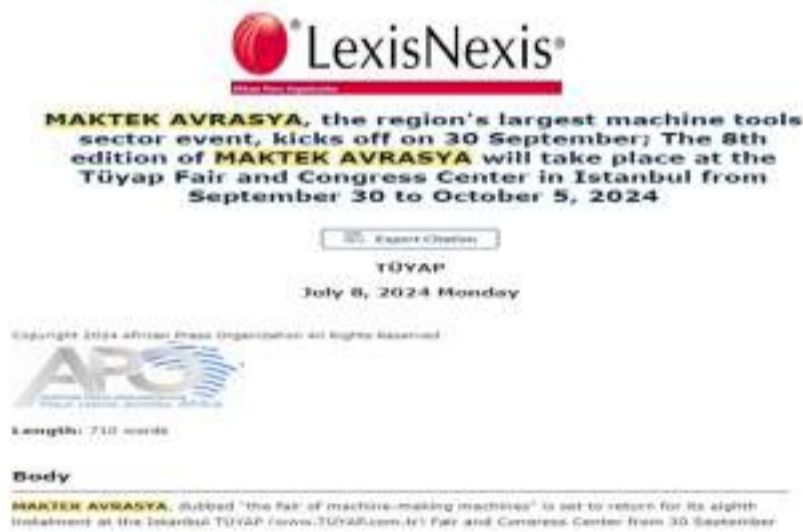 LexisNexis®
MAKTEK AVRASYA, the region's largest machine tools
sector event, kicks off on 30 September; The 8th
edition of MAKTEK AVRASYA will take place at the
Tüyap Fair and Congress Center in Istanbul from
September 30 to October 5, 2024
Export Citation
TÜYAP
July 8, 2024 Monday
Copyright 2024 African Press Organization All Rights Reserved
APO
Length: 710 words
Body
MAKTEK AVRASYA, dubbed "the fair of machine-making machines" is set to return for its eighth
instalment at the Istanbul TÜYAP (www.TÜYAP.com.tr) Fair and Congress Center from 30 September